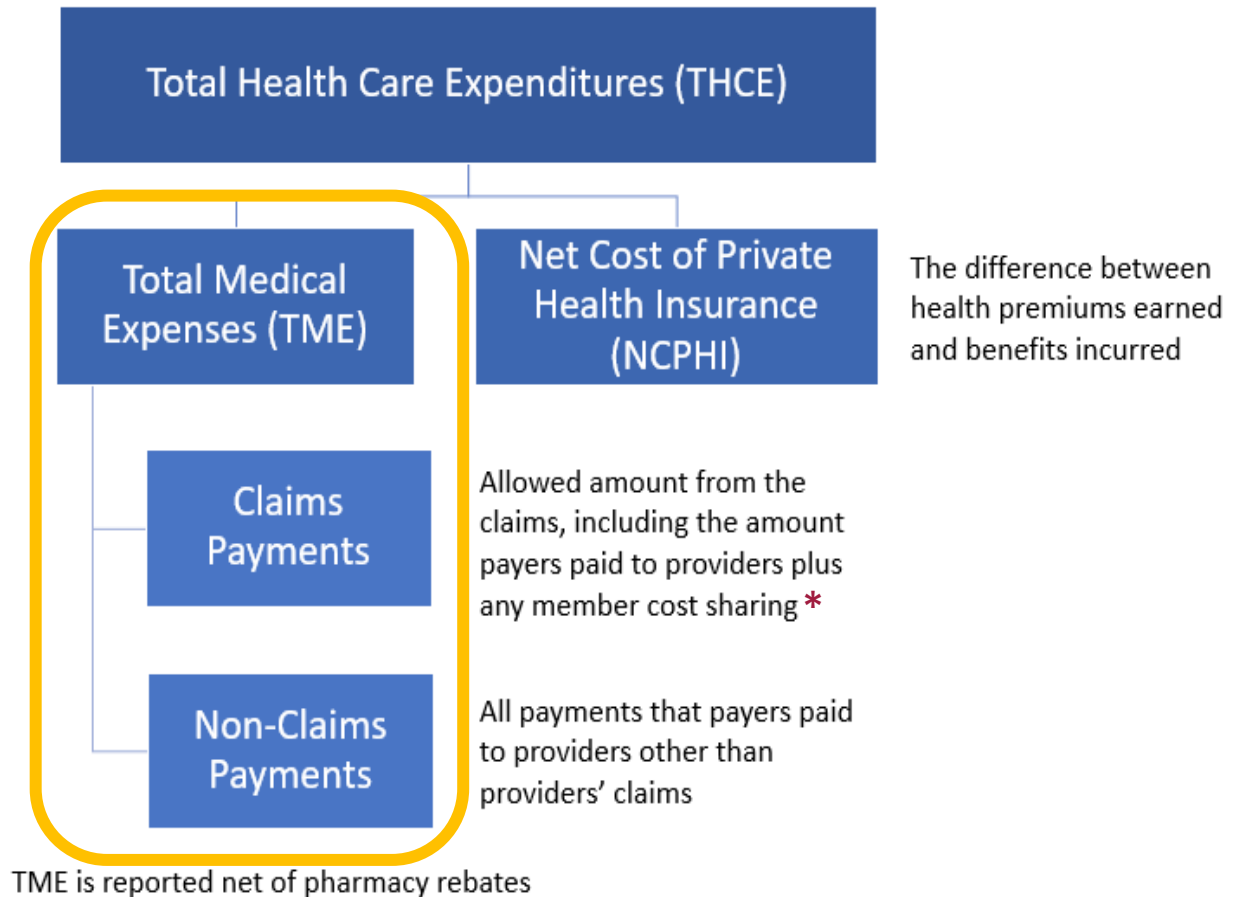 Total Health Care Expenditures (THCE)
Total Medical
Expenses (TME)
Net Cost of Private
Health Insurance
(NCPHI)
The difference between
health premiums earned
and benefits incurred
Claims
Payments
Allowed amount from the
claims, including the amount
payers paid to providers plus
any member cost sharing *
Non-Claims
Payments
All payments that payers paid
to providers other than
providers’ claims
TME is reported net of pharmacy rebates